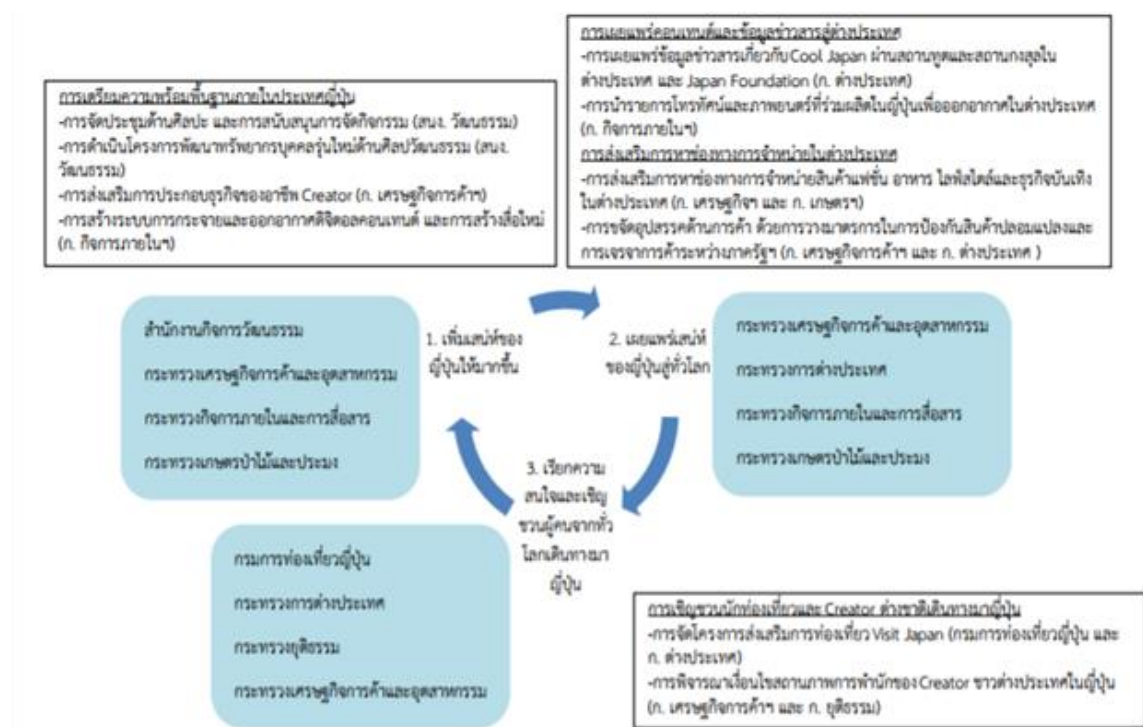 การเตรียมความพร้อมพื้นฐานภายในประเทศญี่ปุ่น
-การจัดประชุมด้านศิลปะ และการสนับสนุนการจัดกิจกรรม (สนง. วัฒนธรรม)
-การดำเนินโครงการพัฒนาทรัพยากรบุคคลรุ่นใหม่ด้านศิลปวัฒนธรรม (สนง.
วัฒนธรรม)
-การส่งเสริมการประกอบธุรกิจของอาชีพ Creator (ก. เศรษฐกิจการค้าฯ)
-การสร้างระบบการกระจายและออกอากาศดิจิตอลคอนเทนต์ และการสร้างสื่อใหม่
(ก. กิจการภายในฯ)
การเผยแพร่คอนเทนต์และข้อมูลข่าวสารสู่ต่างประเทศ
-การเผยแพร่ข้อมูลข่าวสารเกี่ยวกับCool Japan ผ่านสถานทูตและสถานกงสุลใน
ต่างประเทศ และ Japan Foundation (ก. ต่างประเทศ)
-การนำรายการโทรทัศน์และภาพยนตร์ที่ร่วมผลิตในญี่ปุ่นเพื่อออกอากาศในต่างประเทศ
(ก. กิจการภายในฯ)
การส่งเสริมการหาช่องทางการจำหน่ายในต่างประเทศ
-การส่งเสริมการหาช่องทางการจำหน่ายสินค้าแฟชั่น อาหาร ไลฟ์สไตล์และธุรกิจบันเทิง
ในต่างประเทศ (ก. เศรษฐกิจฯ และ ก. เกษตรฯ)
-การขจัดอุปสรรคด้านการค้า ด้วยการวางมาตรการในการป้องกันสินค้าปลอมแปลงและ
การเจรจาการค้าระหว่างภาครัฐฯ (ก. เศรษฐกิจการค้าฯ และ ก. ต่างประเทศ )
สำนักงานกิจการวัฒนธรรม
กระทรวงเศรษฐกิจการค้าและอุตสาหกรรม
กระทรวงกิจการภายในและการสื่อสาร
กระทรวงเกษตรป่าไม้และประมง
1. เพิ่มเสน่ห์ของ
ญี่ปุ่นให้มากขึ้น
2. เผยแพร่เสน่ห์
ของญี่ปุ่นสู่ทั่วโลก
กระทรวงเศรษฐกิจการค้าและอุตสาหกรรม
กระทรวงการต่างประเทศ
กระทรวงกิจการภายในและการสื่อสาร
กระทรวงเกษตรป่าไม้และประมง
3. เรียกความ
สนใจและเชิญ
ชวนผู้คนจากทั่ว
โลกเดินทางมา
ญี่ปุ่น
กรมการท่องเที่ยวญี่ปุ่น
กระทรวงการต่างประเทศ
กระทรวงยุติธรรม
กระทรวงเศรษฐกิจการค้าและอุตสาหกรรม
การเชิญชวนนักท่องเที่ยวและ Creator ต่างชาติเดินทางมาญี่ปุ่น
-การจัดโครงการส่งเสริมการท่องเที่ยว Visit Japan (กรมการท่องเที่ยวญี่ปุ่น และ
ก. ต่างประเทศ)
-การพิจารณาเงื่อนไขสถานภาพการพำนักของ Creator ชาวต่างประเทศในญี่ปุ่น
(ก. เศรษฐกิจการค้าฯ และ ก. ยุติธรรม)